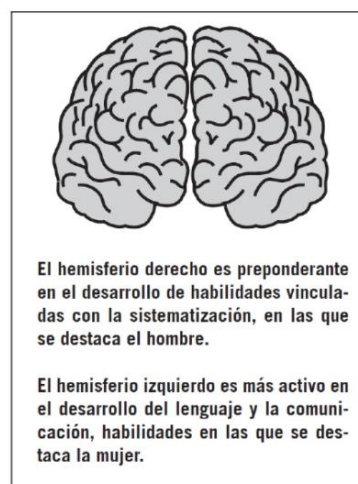 El hemisferio derecho es preponderante
en el desarrollo de habilidades vincula-
das con la sistematización, en las que
se destaca el hombre.
El hemisferio izquierdo es más activo en
el desarrollo del lenguaje y la comuni-
cación, habilidades en las que se des-
taca la mujer.